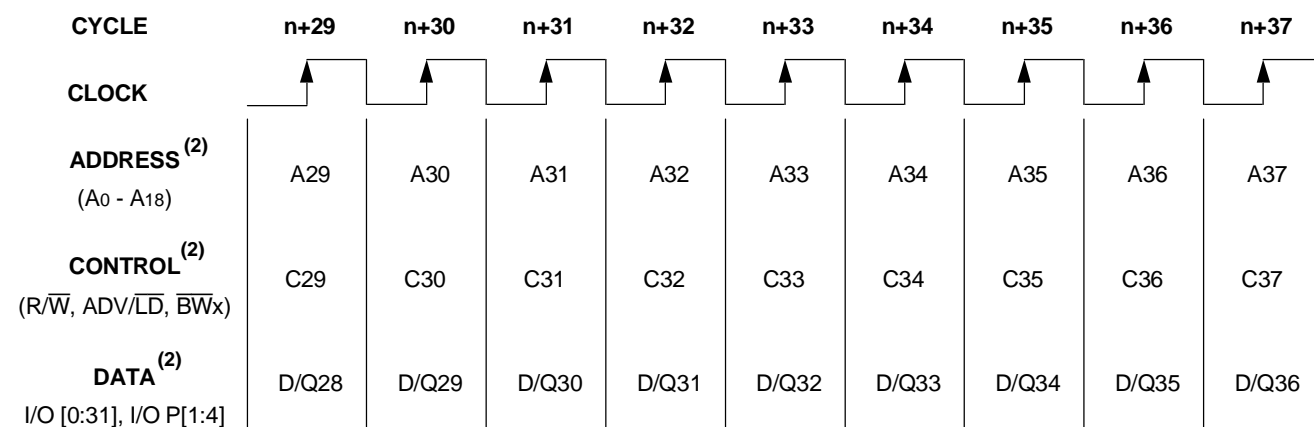 CYCLE n+29 n+30 n+31 n+32 n+33 n+34 n+35 n+36 n+37
CLOCK
ADDRESS(2) A29 A30 A31 A32 A33 A34 A35 A36 A37
(A0 - A18)
CONTROL(2) C29 C30 C31 C32 C33 C34 C35 C36 C37
(R/W̅, ADV/L̅D̅, B̅W̅x)
DATA(2) D/Q28 D/Q29 D/Q30 D/Q31 D/Q32 D/Q33 D/Q34 D/Q35 D/Q36
I/O [0:31], I/O P[1:4]